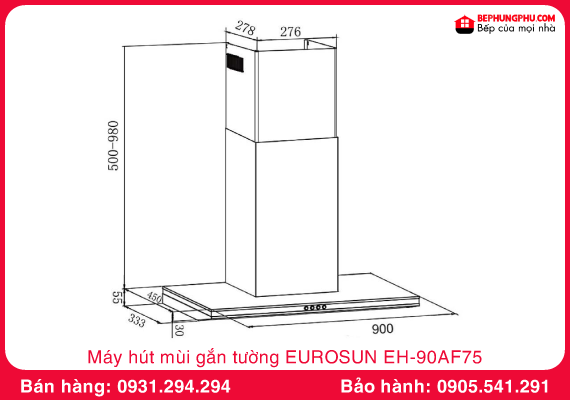 BEPHUNGPHU.COM
Bếp của mọi nhà
278
276
500-980
55
450
333
30
900
Máy hút mùi gắn tường EUROSUN EH-90AF75
Bán hàng: 0931.294.294
Bảo hành: 0905.541.291